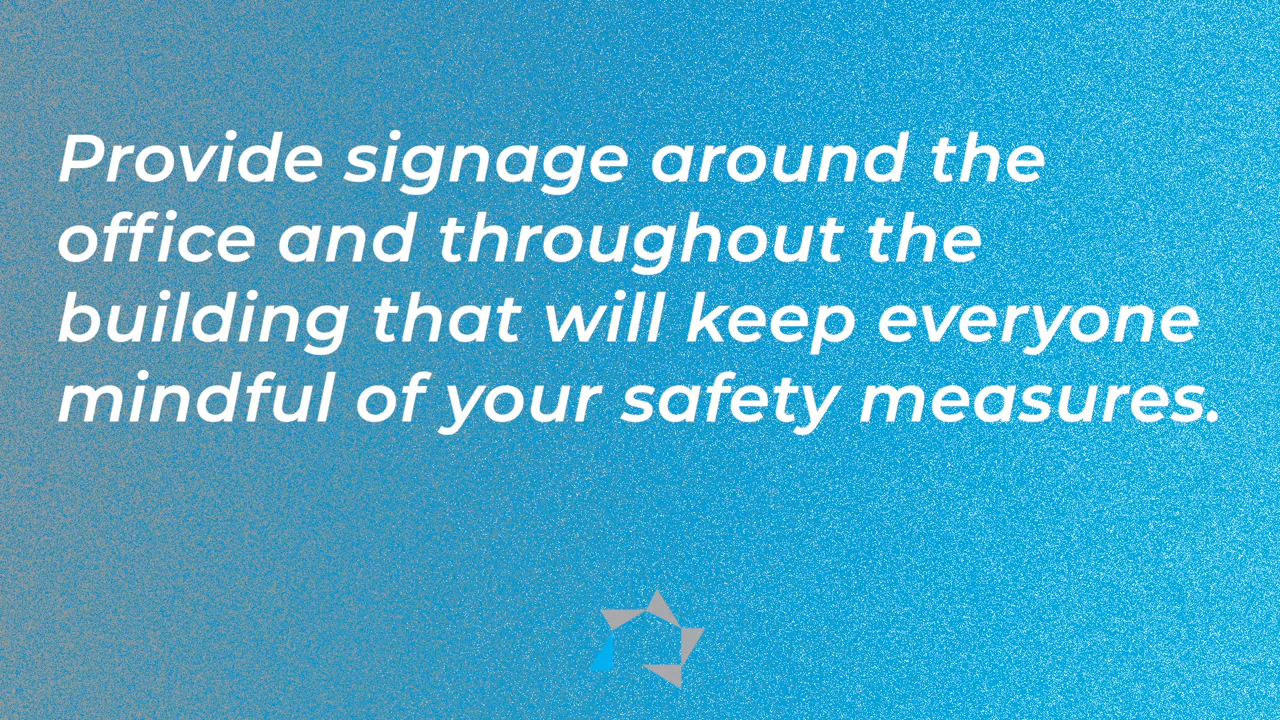 Provide signage around the
office and throughout the
building that will keep everyone
mindful of your safety measures.